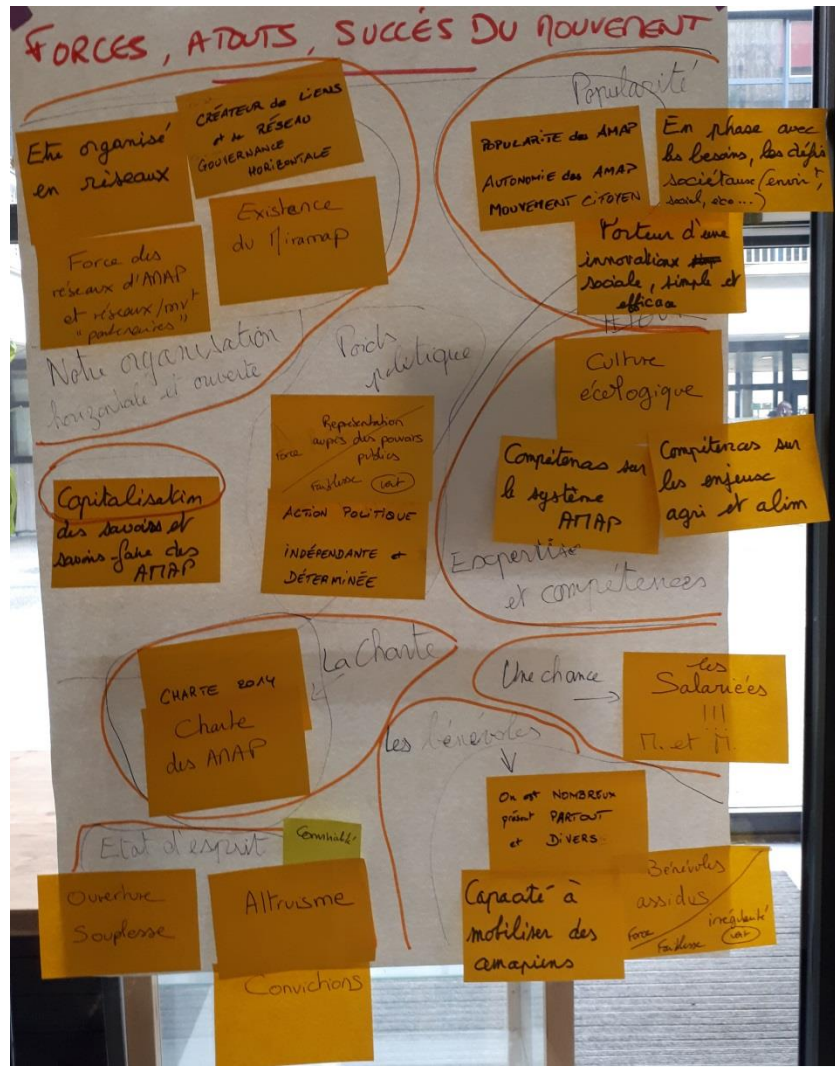 FORCES, ATOUTS, SUCCÈS DU MOUVEMENT
Etre organisé
en réseaux
CRÉATEUR de LIENS
et de RÉSEAU
GOUVERNANCE
HORIZONTALE
Existence
du Miramap
Force des
réseaux d'AMAP
et réseaux/mvt
"partenaires"
Notre organisation
horizontale et ouverte
Popularité
POPULARITE des AMAP
AUTONOMIE des AMAP
MOUVEMENT CITOYEN
En phase avec
les besoins, les défis
sociétaux (envirt,
social, éco...)
Porteur d'une
innovation
sociale, simple et
efficace
Poids
politique
Représentation
auprès des pouvoirs
publics
Force
Faiblesse
vert
ACTION POLITIQUE
INDÉPENDANTE et
DÉTERMINÉE
Capitalisation
des savoirs et
savoirs-faire des
AMAP
Culture
écologique
Compétences sur
le système
AMAP
Compétences sur
les enjeux
agri et alim
Expertise
et compétences
La Charte
CHARTE 2014
Charte
des AMAP
Une chance
les
Salariées
!!!
M. et M.
Les bénévoles
On est NOMBREUX
présent PARTOUT
et DIVERS
Capacité à
mobiliser des
amapiens
Bénévoles
assidus
Force
irrégularité
Faiblesse
vert
Etat d'esprit
Convivialité
Ouverture
Souplesse
Altruisme
Convictions